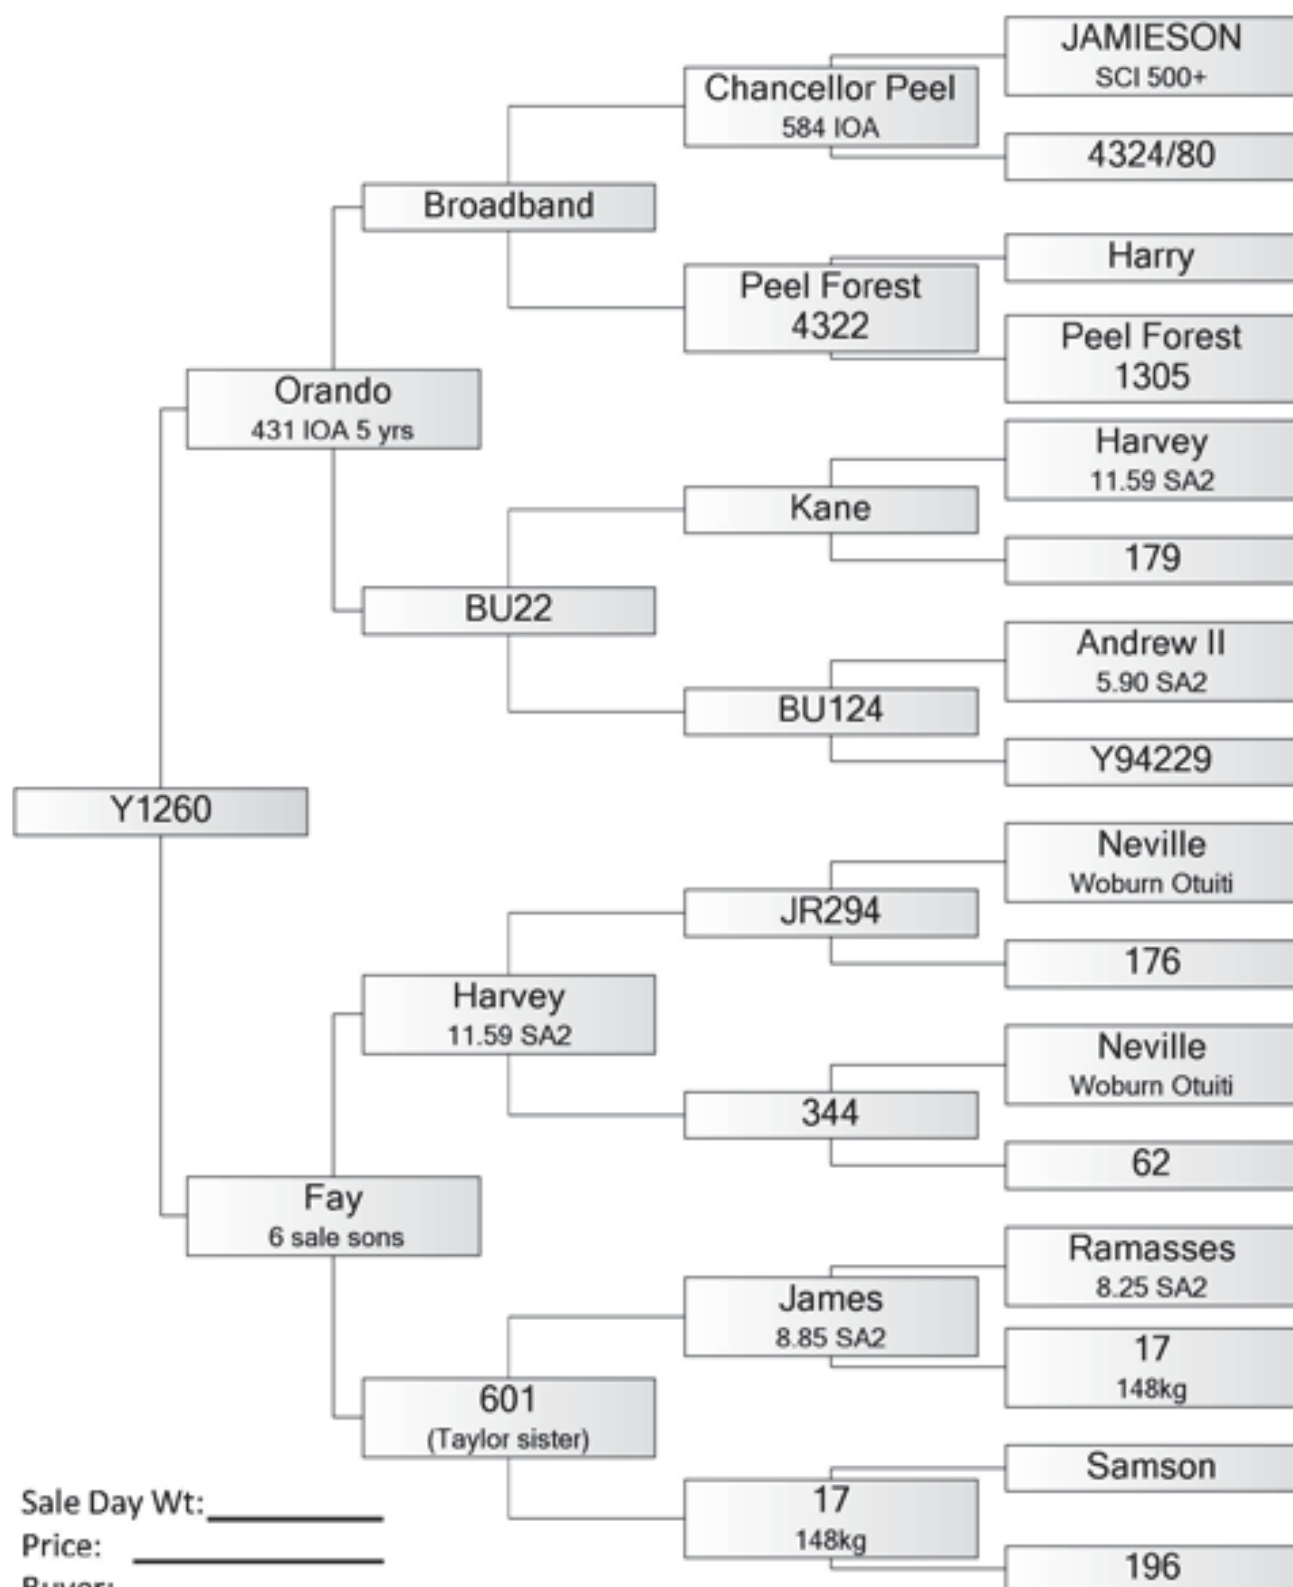 JAMIESON
SCI 500+
Chancellor Peel
584 IOA
4324/80
Broadband
Harry
Peel Forest
4322
Peel Forest
1305
Orando
431 IOA 5 yrs
Harvey
11.59 SA2
Kane
179
BU22
Andrew II
5.90 SA2
BU124
Y94229
Y1260
Neville
Woburn Otuiti
JR294
176
Harvey
11.59 SA2
Neville
Woburn Otuiti
344
62
Fay
6 sale sons
Ramasses
8.25 SA2
James
8.85 SA2
17
148kg
601
(Taylor sister)
Samson
17
148kg
196
Sale Day Wt:
Price:
Buyer: